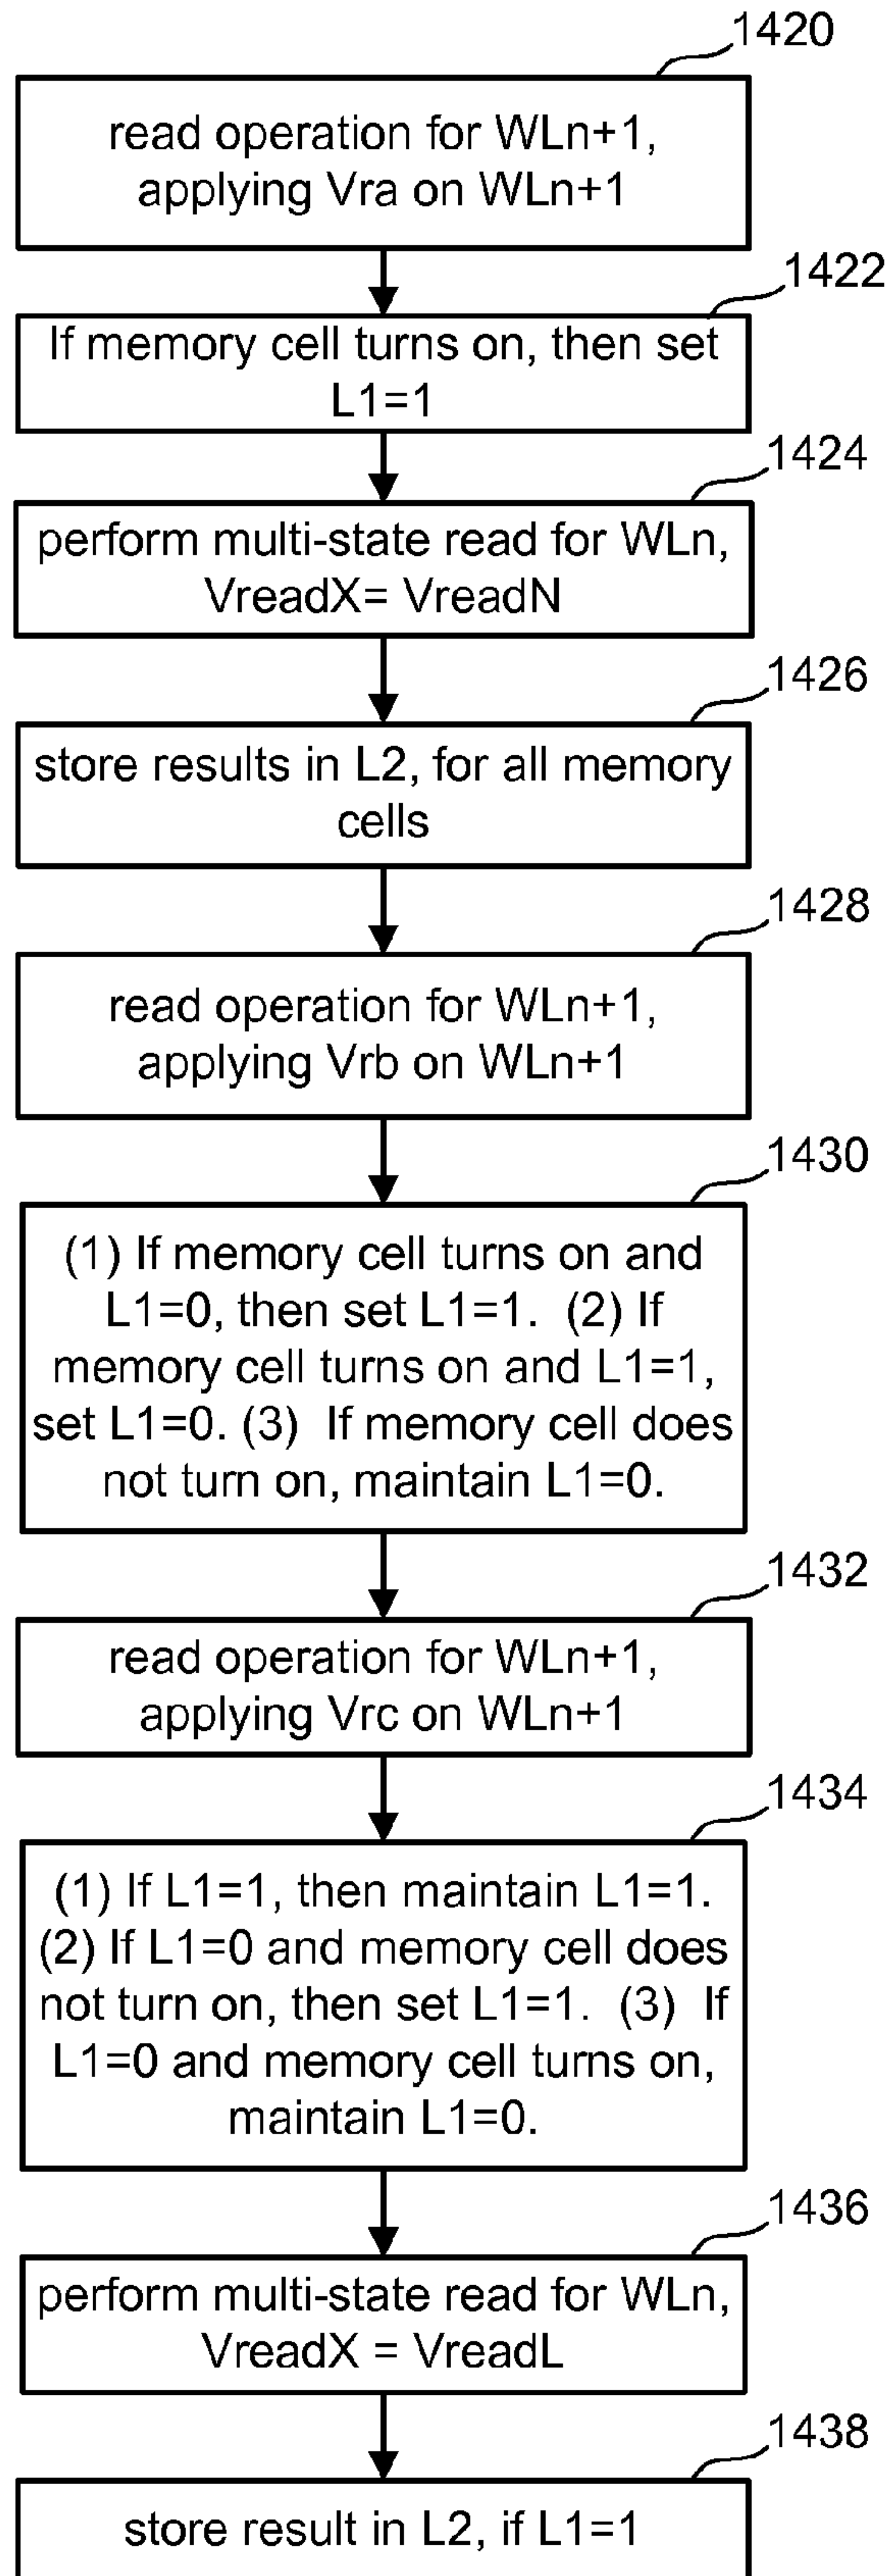 1420
read operation for WLn+1,
applying Vra on WLn+1
1422
If memory cell turns on, then set
L1=1
1424
perform multi-state read for WLn,
VreadX= VreadN
1426
store results in L2, for all memory
cells
1428
read operation for WLn+1,
applying Vrb on WLn+1
1430
(1) If memory cell turns on and
L1=0, then set L1=1. (2) If
memory cell turns on and L1=1,
set L1=0. (3) If memory cell does
not turn on, maintain L1=0.
1432
read operation for WLn+1,
applying Vrc on WLn+1
1434
(1) If L1=1, then maintain L1=1.
(2) If L1=0 and memory cell does
not turn on, then set L1=1. (3) If
L1=0 and memory cell turns on,
maintain L1=0.
1436
perform multi-state read for WLn,
VreadX = VreadL
1438
store result in L2, if L1=1